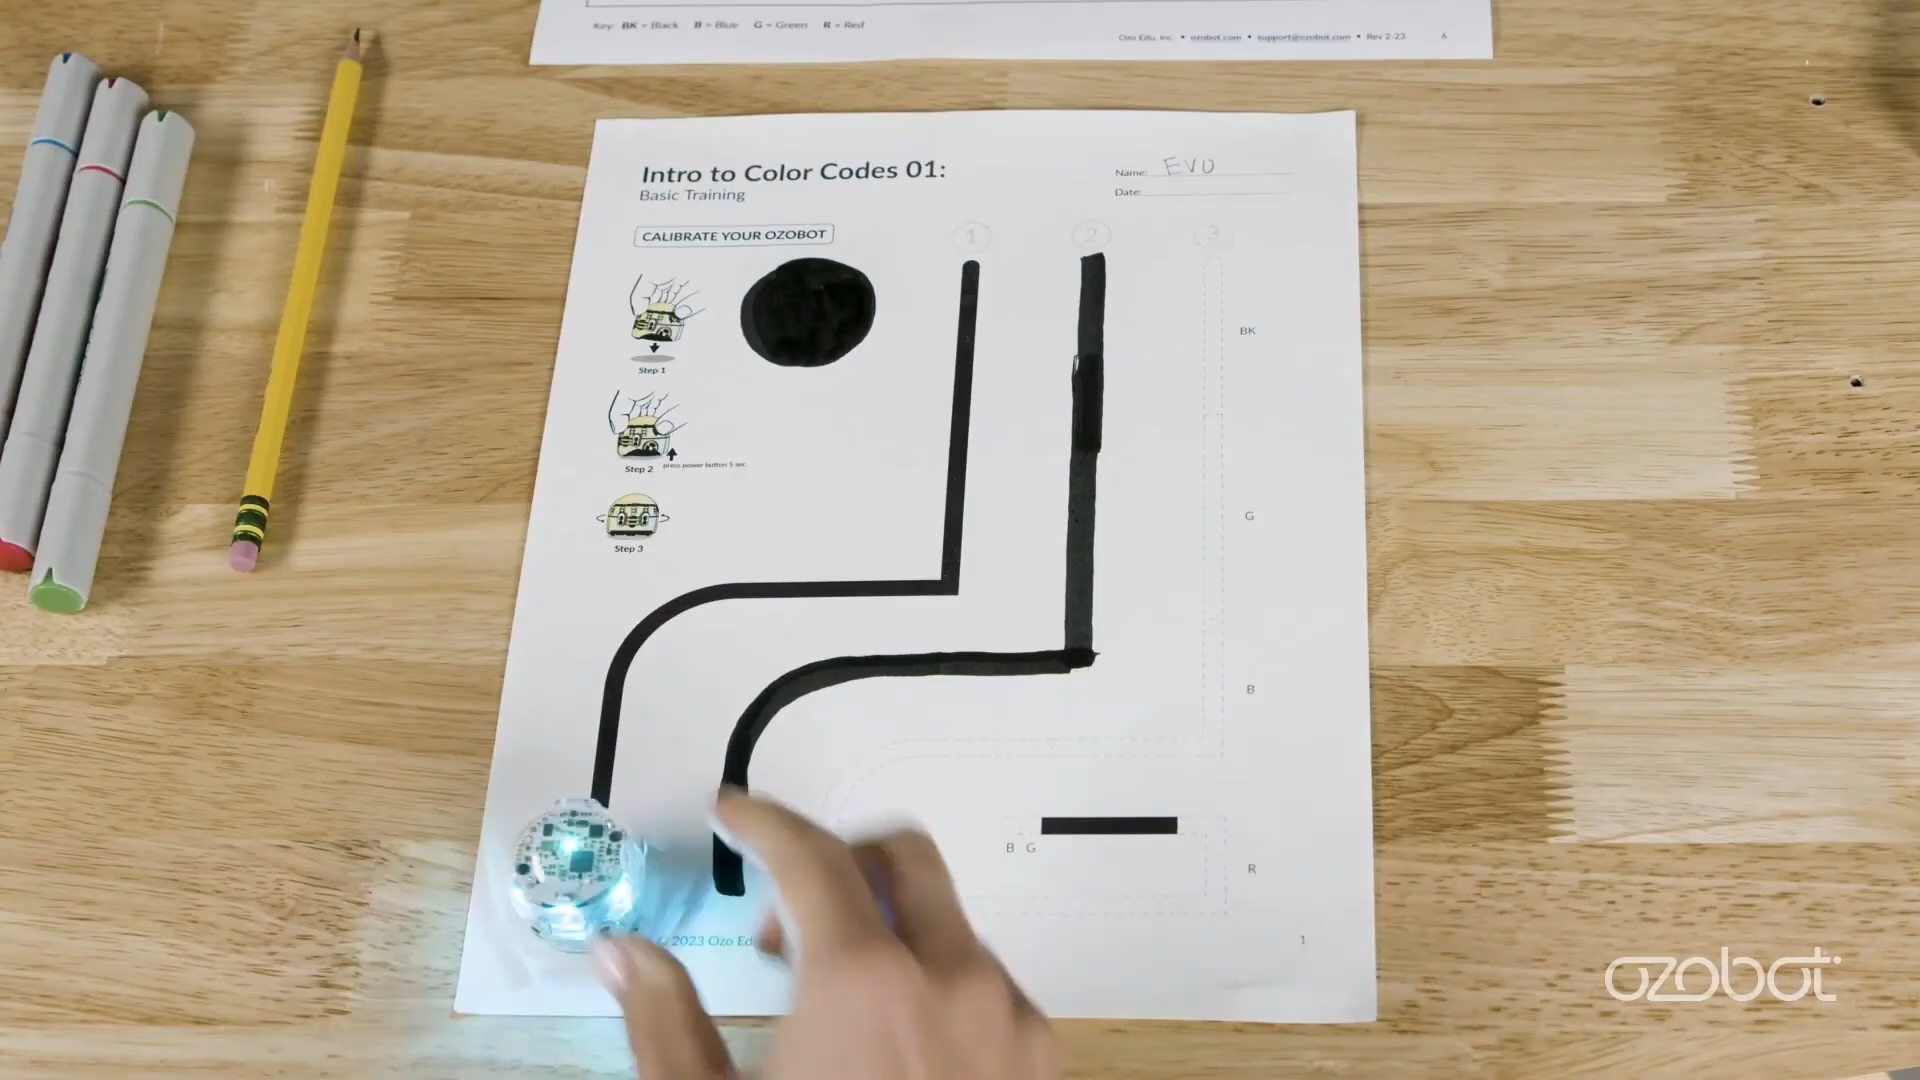 Key: BK = Black B = Blue G = Green R = Red
Ozo Edu, Inc. • ozobot.com • support@ozobot.com • Rev 2-23 6
Intro to Color Codes 01:
Basic Training
Name: EVO
Date:
CALIBRATE YOUR OZOBOT
1 2 3
Step 1
BK
Step 2 press power button 5 sec.
G
Step 3
B
B G
R
© 2023 Ozo Ed
1
ozobot